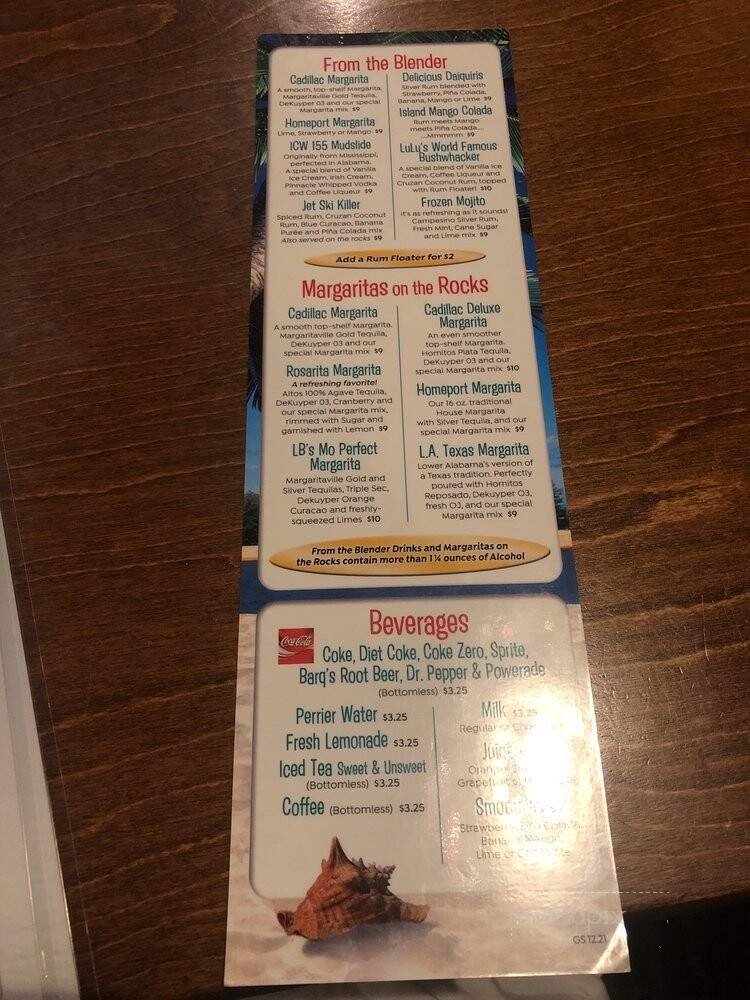 From the Blender
Cadillac Margarita
A smooth, top-shelf Margarita.
Margaritaville Gold Tequila,
DeKuyper 03 and our special
Margarita mix $9
Homeport Margarita
Lime, Strawberry or Mango $9
ICW 155 Mudslide
Originally from Mississippi,
perfected in Alabama.
A special blend of Vanilla
Ice Cream, Irish Cream,
Pinnacle Whipped Vodka
and Coffee Liqueur $9
Jet Ski Killer
Spiced Rum, Cruzan Coconut
Rum, Blue Curacao, Banana
Purée and Piña Colada mix
Also served on the rocks $9
Delicious Daiquiris
Silver Rum blended with
Strawberry, Piña Colada,
Banana, Mango or Lime $9
Island Mango Colada
Rum meets Mango
meets Piña Colada...
...Mmmmmm $9
LuLu's World Famous
Bushwhacker
A special blend of Vanilla Ice
Cream, Coffee Liqueur and
Cruzan Coconut Rum, topped
with Rum Floater! $10
Frozen Mojito
It's as refreshing as it sounds!
Campesino Silver Rum,
Fresh Mint, Cane Sugar
and Lime mix $9
Add a Rum Floater for $2
Margaritas on the Rocks
Cadillac Margarita
A smooth top-shelf Margarita.
Margaritaville Gold Tequila,
DeKuyper 03 and our
special Margarita mix $9
Rosarita Margarita
A refreshing favorite!
Altos 100% Agave Tequila,
DeKuyper 03, Cranberry and
our special Margarita mix,
rimmed with Sugar and
garnished with Lemon $9
LB's Mo Perfect
Margarita
Margaritaville Gold and
Silver Tequilas, Triple Sec,
Dekuyper Orange
Curacao and freshly-
squeezed Limes $10
Cadillac Deluxe
Margarita
An even smoother
top-shelf Margarita.
Hornitos Plata Tequila,
DeKuyper 03 and our
special Margarita mix $10
Homeport Margarita
Our 16 oz. traditional
House Margarita
with Silver Tequila, and our
special Margarita mix $9
L.A. Texas Margarita
Lower Alabama's version of
a Texas tradition. Perfectly
poured with Hornitos
Reposado, Dekuyper O3,
fresh OJ, and our special
Margarita mix $9
From the Blender Drinks and Margaritas on
the Rocks contain more than 1¼ ounces of Alcohol
Beverages
Coca-Cola
Coke, Diet Coke, Coke Zero, Sprite,
Barq's Root Beer, Dr. Pepper & Powerade
(Bottomless) $3.25
Perrier Water $3.25
Fresh Lemonade $3.25
Iced Tea Sweet & Unsweet
(Bottomless) $3.25
Coffee (Bottomless) $3.25
Milk $3.25
Regular or
Juice
Grapefruit
Strawberry, Piña Colada,
Banana, Mango,
Lime or
GS 12.21